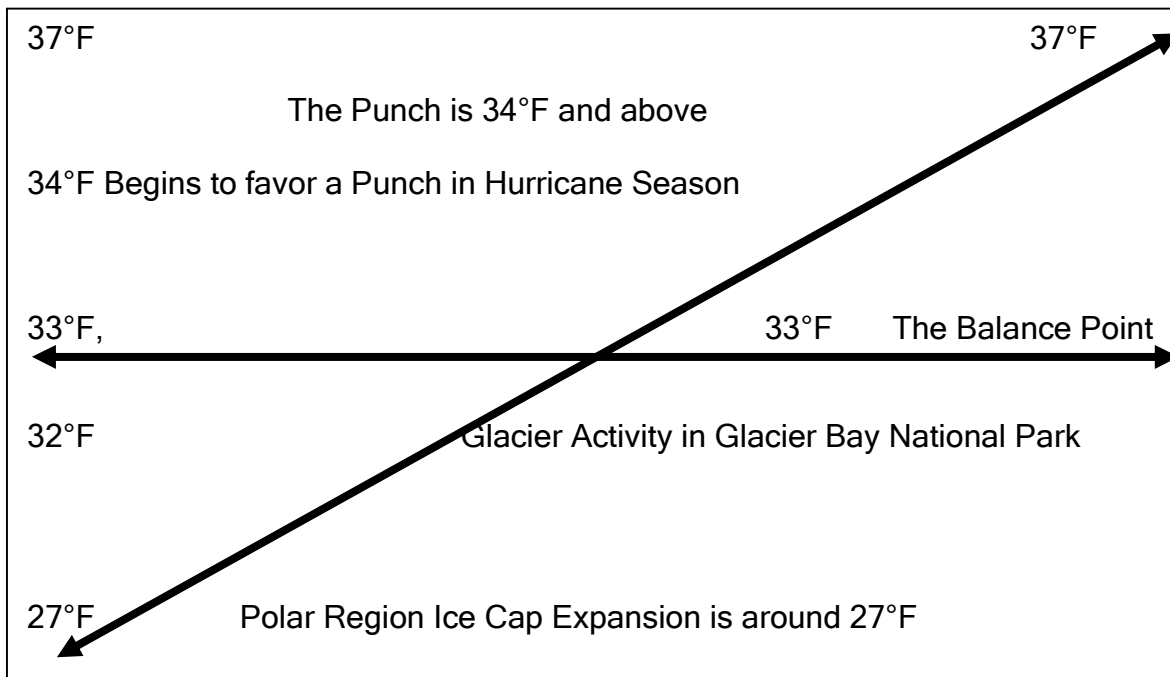 37°F 37°F
The Punch is 34°F and above
34°F Begins to favor a Punch in Hurricane Season
33°F, 33°F The Balance Point
32°F Glacier Activity in Glacier Bay National Park
27°F Polar Region Ice Cap Expansion is around 27°F